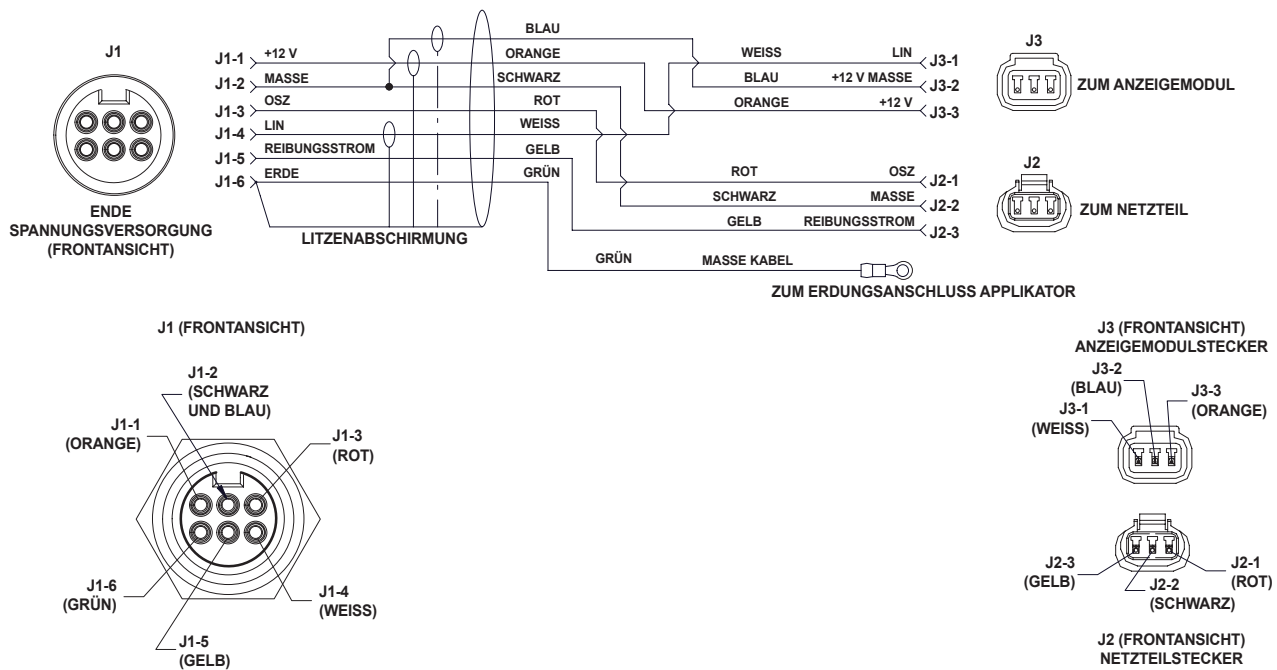 J1
J1-1 +12 V
J1-2 MASSE
J1-3 OSZ
J1-4 LIN
J1-5 REIBUNGSSTROM
J1-6 ERDE
BLAU
ORANGE
SCHWARZ
ROT
WEISS
GELB
GRÜN
ENDE
SPANNUNGSVERSORGUNG
(FRONTANSICHT)
LITZENABSCHIRMUNG
WEISS LIN J3-1
BLAU +12 V MASSE J3-2
ORANGE +12 V J3-3
J3
ZUM ANZEIGEMODUL
ROT OSZ J2-1
SCHWARZ MASSE J2-2
GELB REIBUNGSSTROM J2-3
J2
ZUM NETZTEIL
GRÜN MASSE KABEL
ZUM ERDUNGSANSCHLUSS APPLIKATOR
J1 (FRONTANSICHT)
J1-2
(SCHWARZ
UND BLAU)
J1-1
(ORANGE)
J1-3
(ROT)
J1-6
(GRÜN)
J1-4
(WEISS)
J1-5
(GELB)
J3 (FRONTANSICHT)
ANZEIGEMODULSTECKER
J3-2
(BLAU)
J3-3
(ORANGE)
J3-1
(WEISS)
J2-3
(GELB)
J2-1
(ROT)
J2-2
(SCHWARZ)
J2 (FRONTANSICHT)
NETZTEILSTECKER